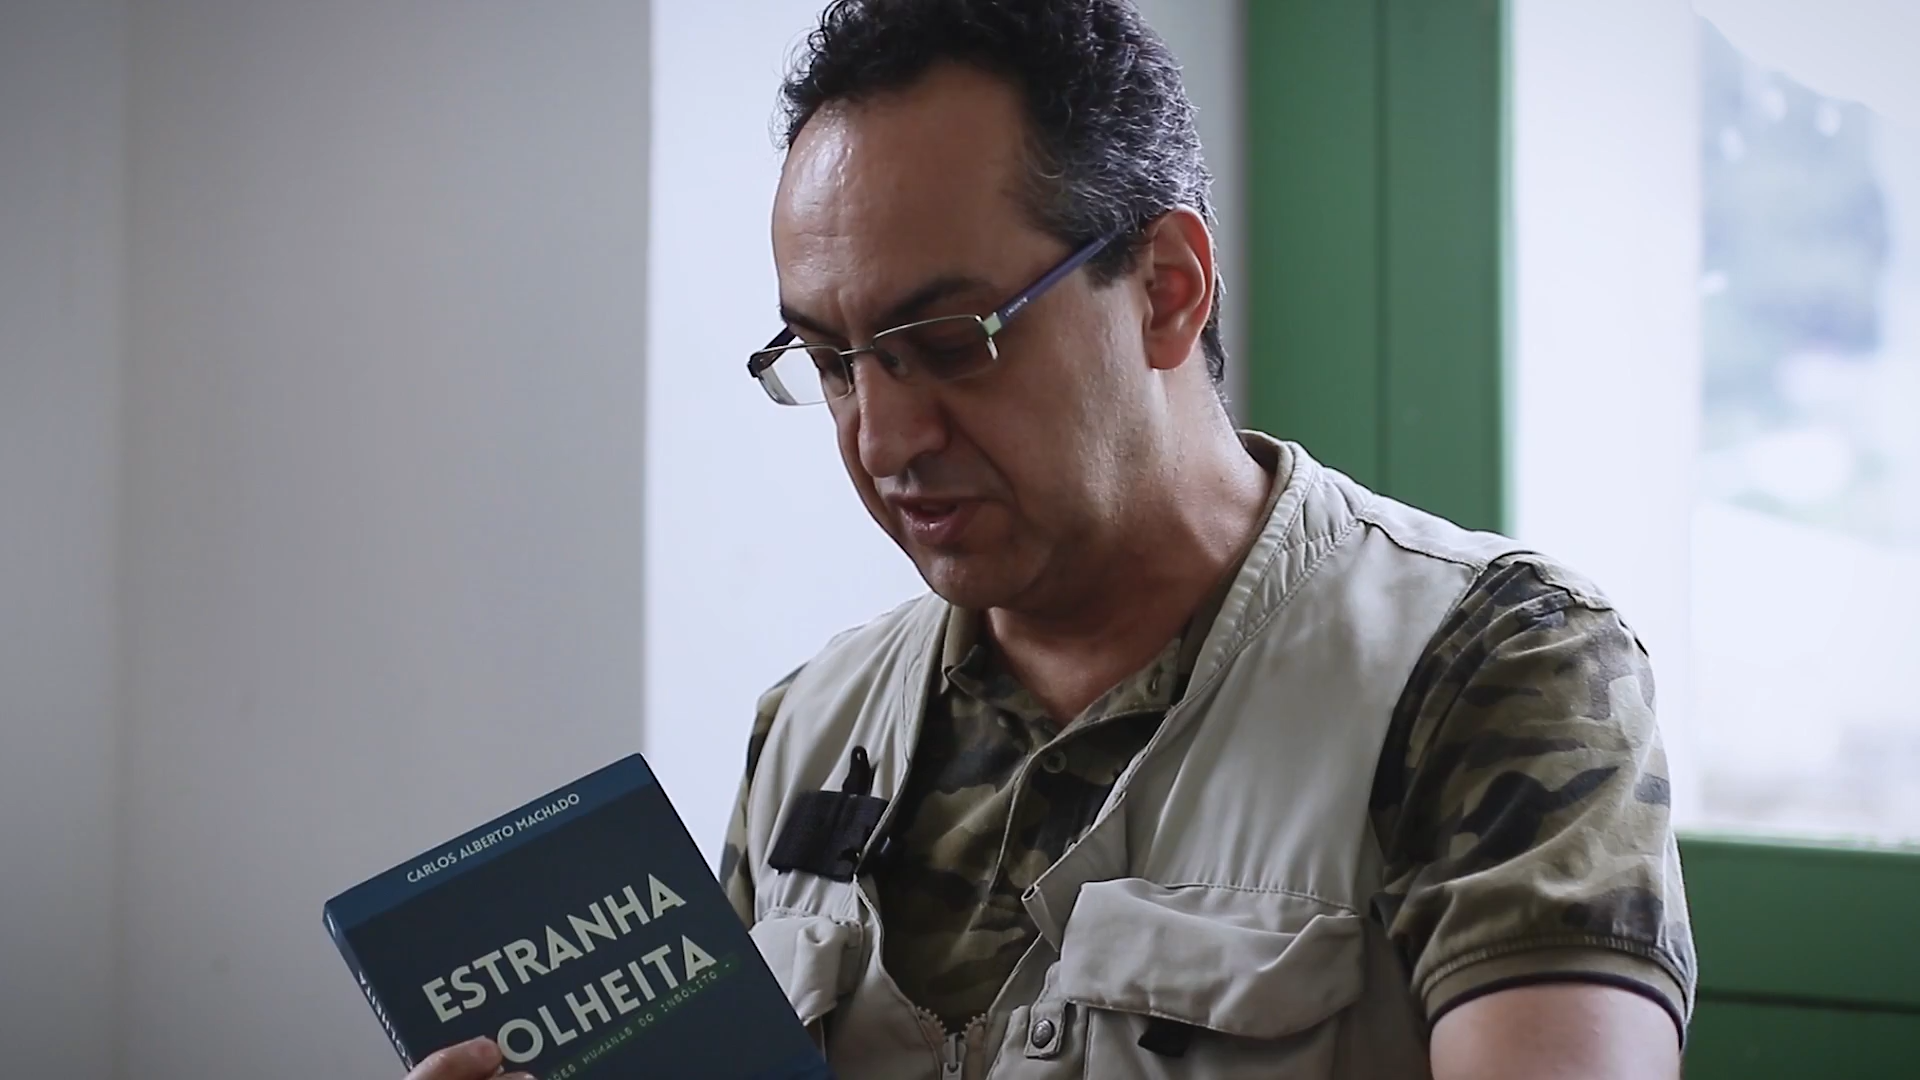 CARLOS ALBERTO MACHADO
ESTRANHA
OLHEITA
HUMANAS DO INSÓLITO